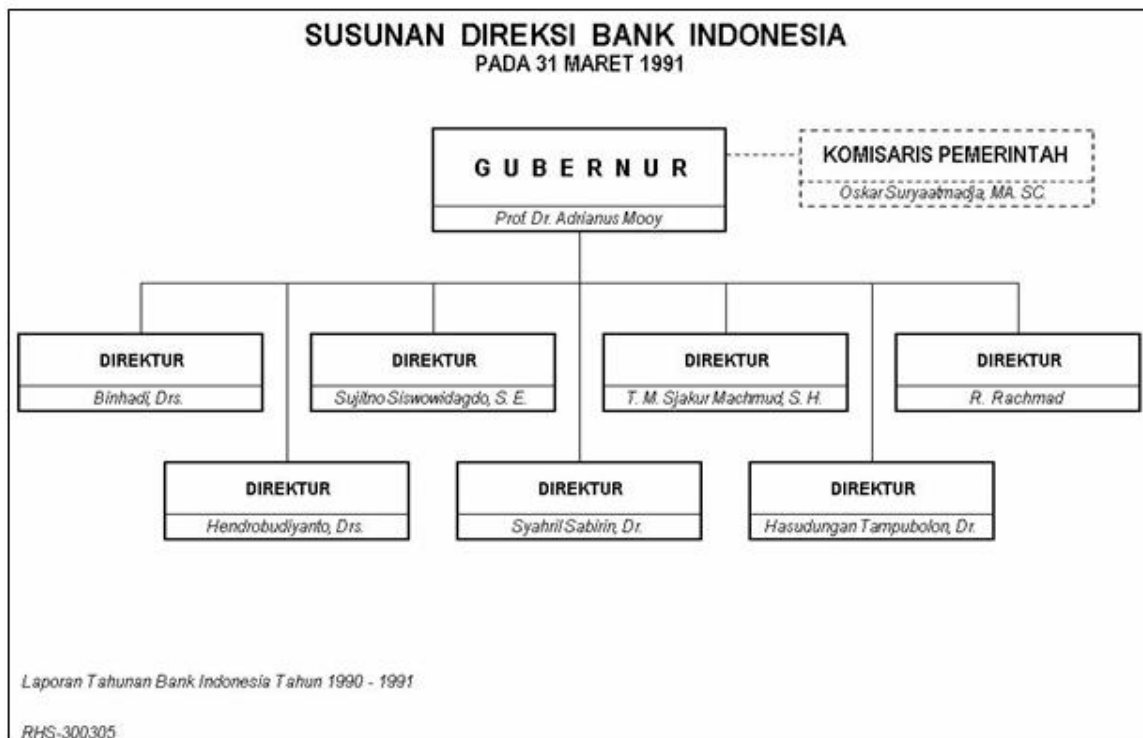 SUSUNAN DIREKSI BANK INDONESIA
PADA 31 MARET 1991
G U B E R N U R
Prof. Dr. Adrianus Mooy
KOMISARIS PEMERINTAH
Oskar Suryaatmadja, MA. SC.
DIREKTUR
Binhadi, Drs.
DIREKTUR
Sujitno Siswowidagdo, S. E.
DIREKTUR
T. M. Sjakur Machmud, S. H.
DIREKTUR
R. Rachmad
DIREKTUR
Hendrobudiyanto, Drs.
DIREKTUR
Syahril Sabirin, Dr.
DIREKTUR
Hasudungan Tampubolon, Dr.
Laporan Tahunan Bank Indonesia Tahun 1990 - 1991
RHS-300305